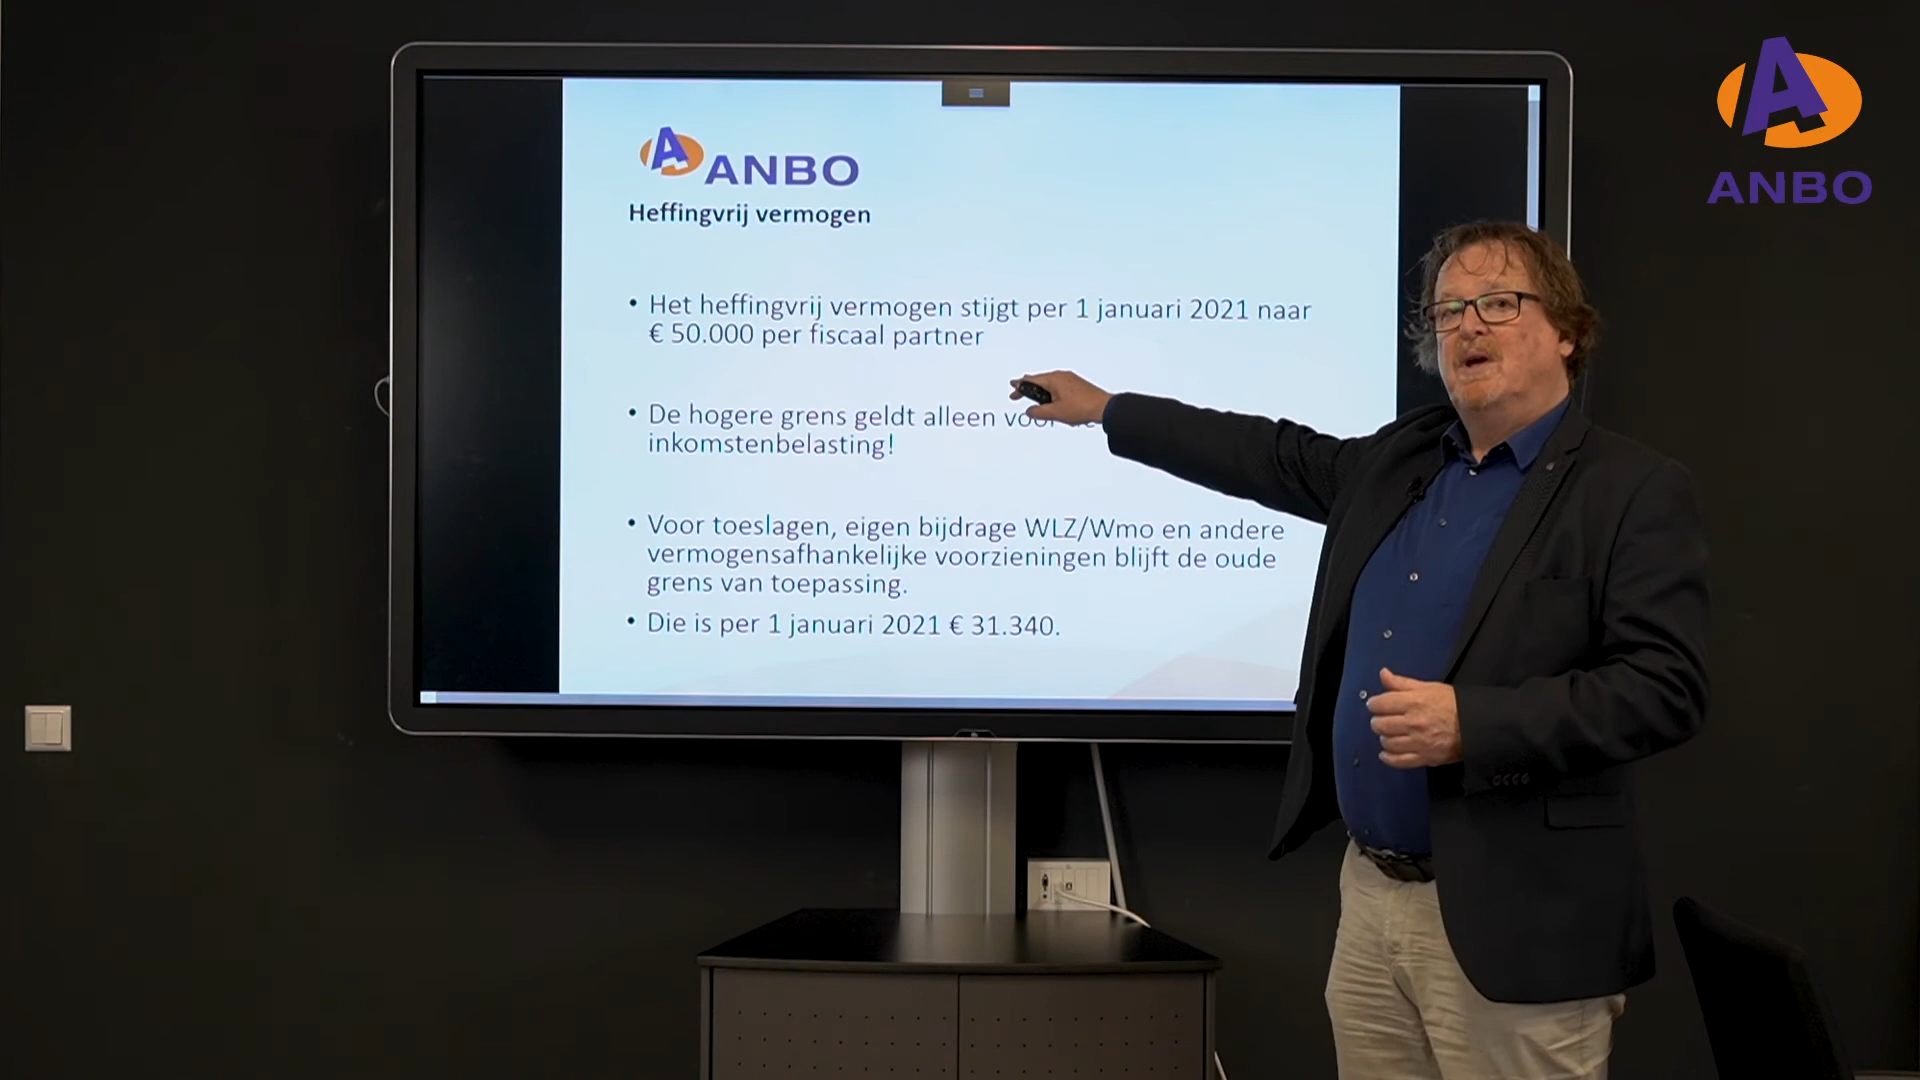 ANBO
Heffingvrij vermogen
• Het heffingvrij vermogen stijgt per 1 januari 2021 naar
€ 50.000 per fiscaal partner
• De hogere grens geldt alleen
inkomstenbelasting!
• Voor toeslagen, eigen bijdrage WLZ/Wmo en andere
vermogensafhankelijke voorzieningen blijft de oude
grens van toepassing.
• Die is per 1 januari 2021 € 31.340.
ANBO